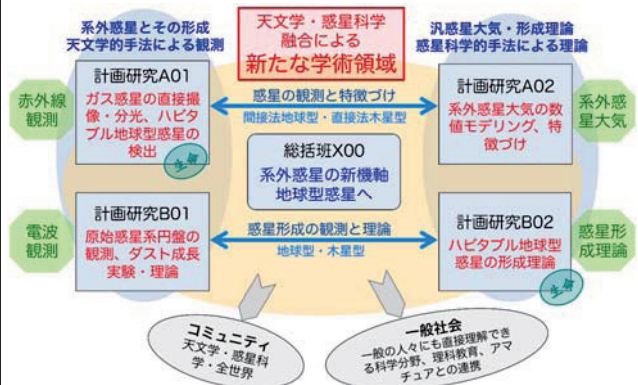 系外惑星とその形成
天文学的手法による観測
天文学・惑星科学
融合による
新たな学術領域
汎惑星大気・形成理論
惑星科学的手法による理論
赤外線
観測
計画研究A01
ガス惑星の直接撮
像・分光、ハビタ
ブル地球型惑星の
検出
生命
惑星の観測と特徴づけ
間接法地球型・直接法木星型
計画研究A02
系外惑星大気の数
値モデリング、特
徴づけ
系外惑
星大気
総括班X00
系外惑星の新機軸
地球型惑星へ
電波
観測
計画研究B01
原始惑星系円盤の
観測、ダスト成長
実験・理論
惑星形成の観測と理論
地球型・木星型
計画研究B02
ハビタブル地球型
惑星の形成理論
生命
惑星形
成理論
コミュニティ
天文学・惑星科
学・全世界
一般社会
一般の人々にも直接理解でき
る科学分野、理科教育、アマ
チュアとの連携